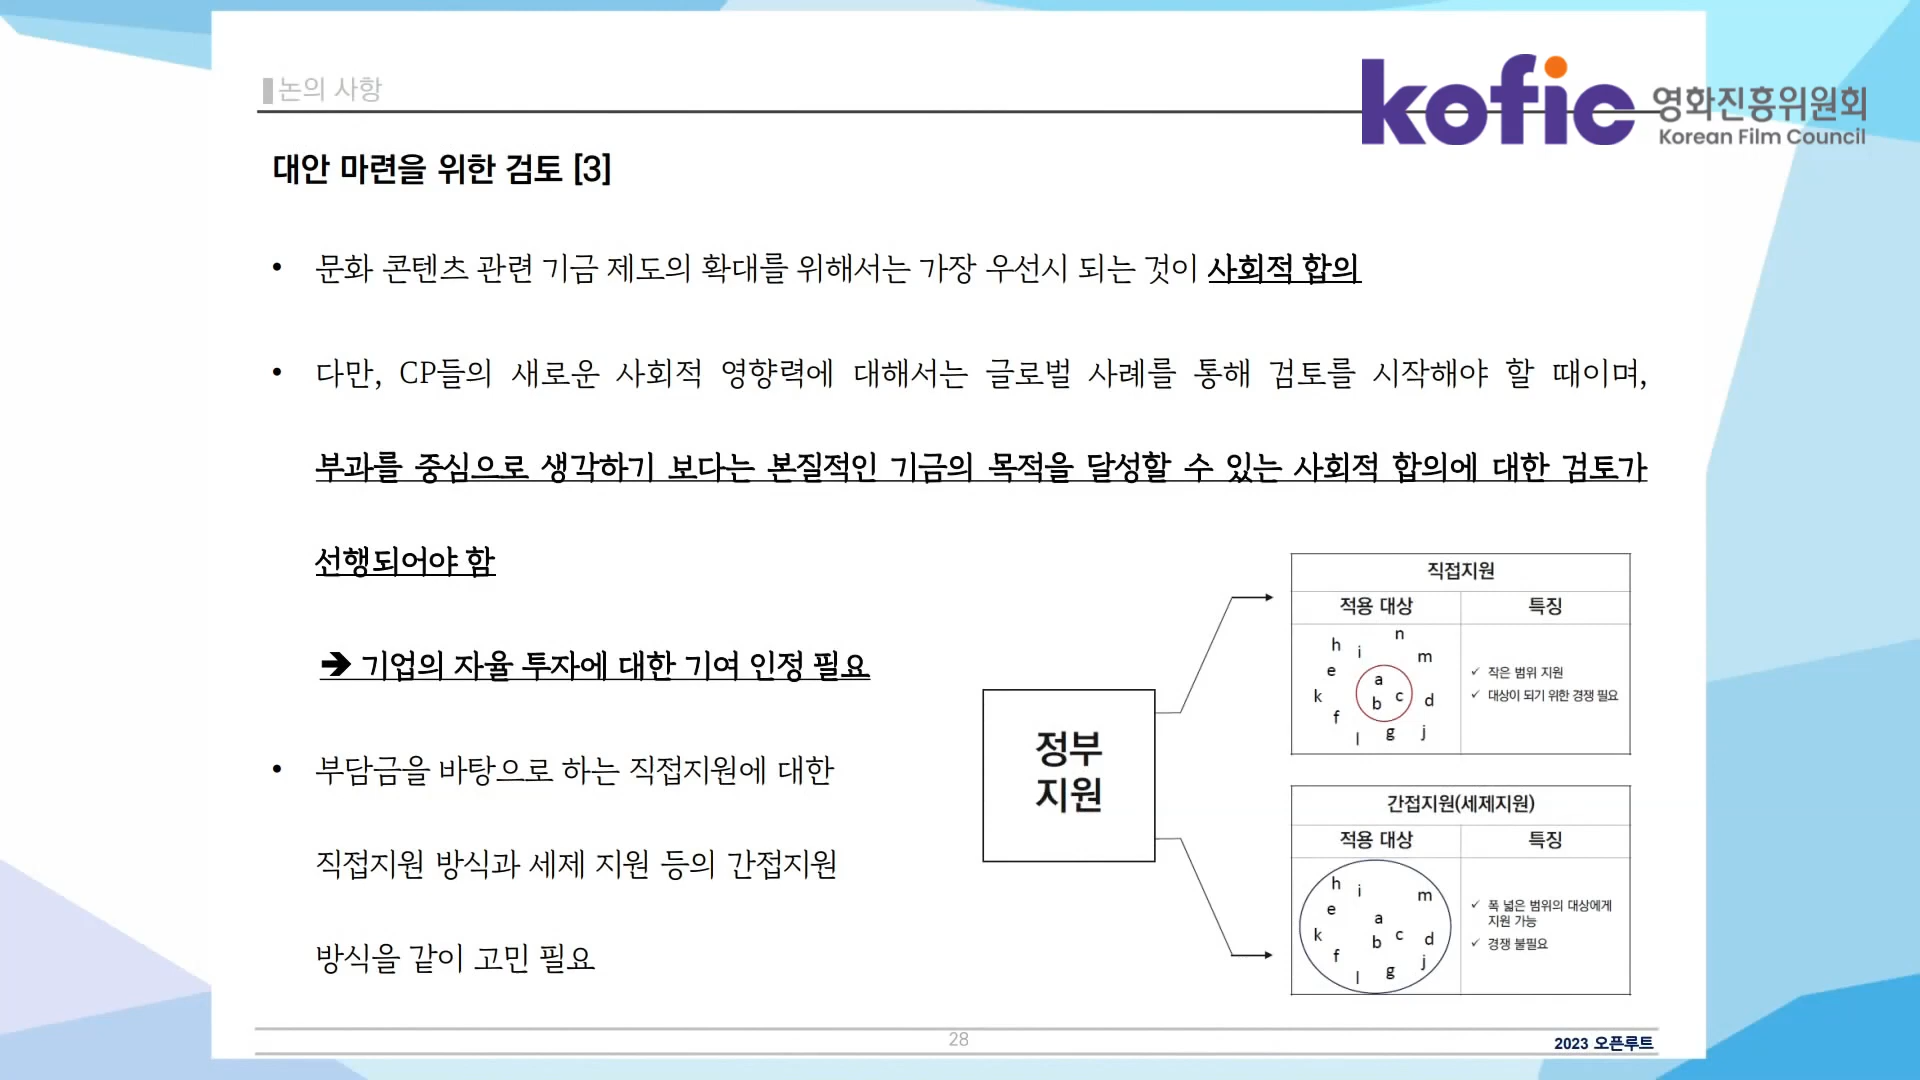 논의 사항
kofic 영화진흥위원회
Korean Film Council
대안 마련을 위한 검토 [3]
• 문화 콘텐츠 관련 기금 제도의 확대를 위해서는 가장 우선시 되는 것이 사회적 합의
• 다만, CP들의 새로운 사회적 영향력에 대해서는 글로벌 사례를 통해 검토를 시작해야 할 때이며,
부과를 중심으로 생각하기 보다는 본질적인 기금의 목적을 달성할 수 있는 사회적 합의에 대한 검토가
선행되어야 함
➔ 기업의 자율 투자에 대한 기여 인정 필요
• 부담금을 바탕으로 하는 직접지원에 대한
직접지원 방식과 세제 지원 등의 간접지원
방식을 같이 고민 필요
정부
지원
직접지원
적용 대상 특징
n
h i m
e a
k b c d
f
l g j
✓ 작은 범위 지원
✓ 대상이 되기 위한 경쟁 필요
간접지원(세제지원)
적용 대상 특징
h i m
e a
k b c d
f
l g j
✓ 폭 넓은 범위의 대상에게
지원 가능
✓ 경쟁 불필요
28
2023 오픈루트